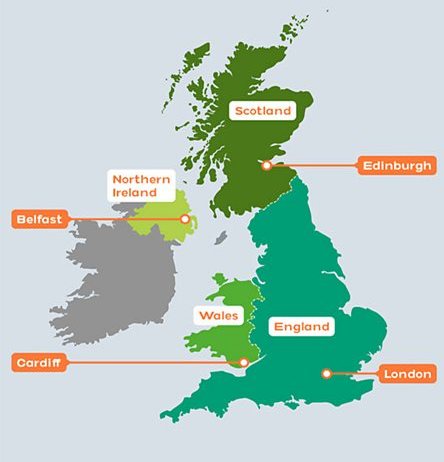 Scotland
Edinburgh
Northern
Ireland
Belfast
Wales
England
Cardiff
London